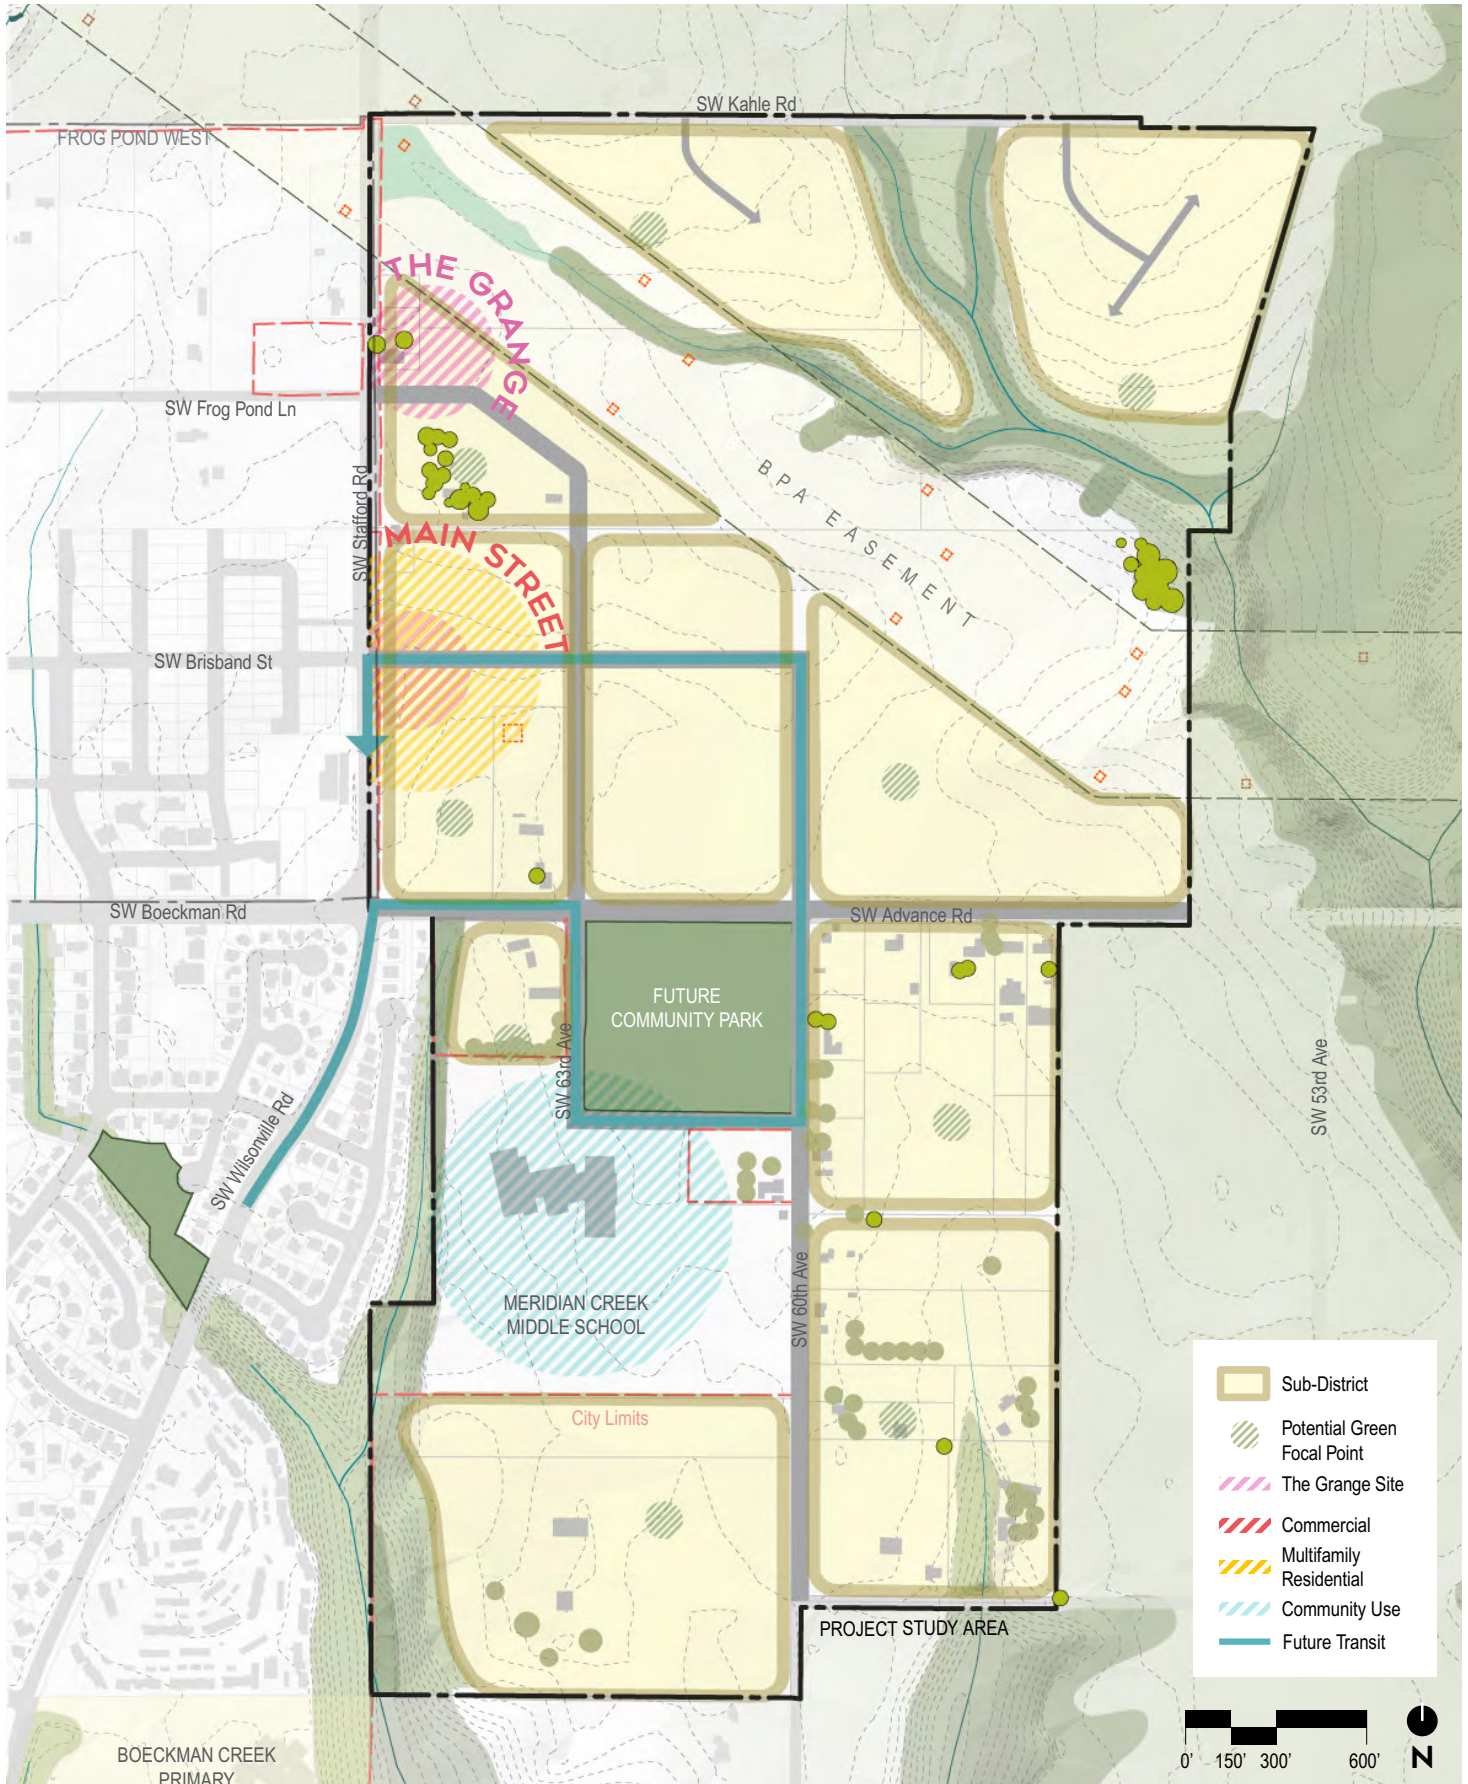 SW Kahle Rd
FROG POND WEST
THE GRANGE
SW Frog Pond Ln
SW Stafford Rd
BPA EASEMENT
MAIN STREET
SW Brisband St
SW Boeckman Rd
SW Advance Rd
FUTURE
COMMUNITY PARK
SW 63rd Ave
SW 53rd Ave
SW Wilsonville Rd
SW 60th Ave
MERIDIAN CREEK
MIDDLE SCHOOL
City Limits
Sub-District
Potential Green
Focal Point
The Grange Site
Commercial
Multifamily
Residential
Community Use
Future Transit
PROJECT STUDY AREA
BOECKMAN CREEK
PRIMARY
0' 150' 300' 600'
N